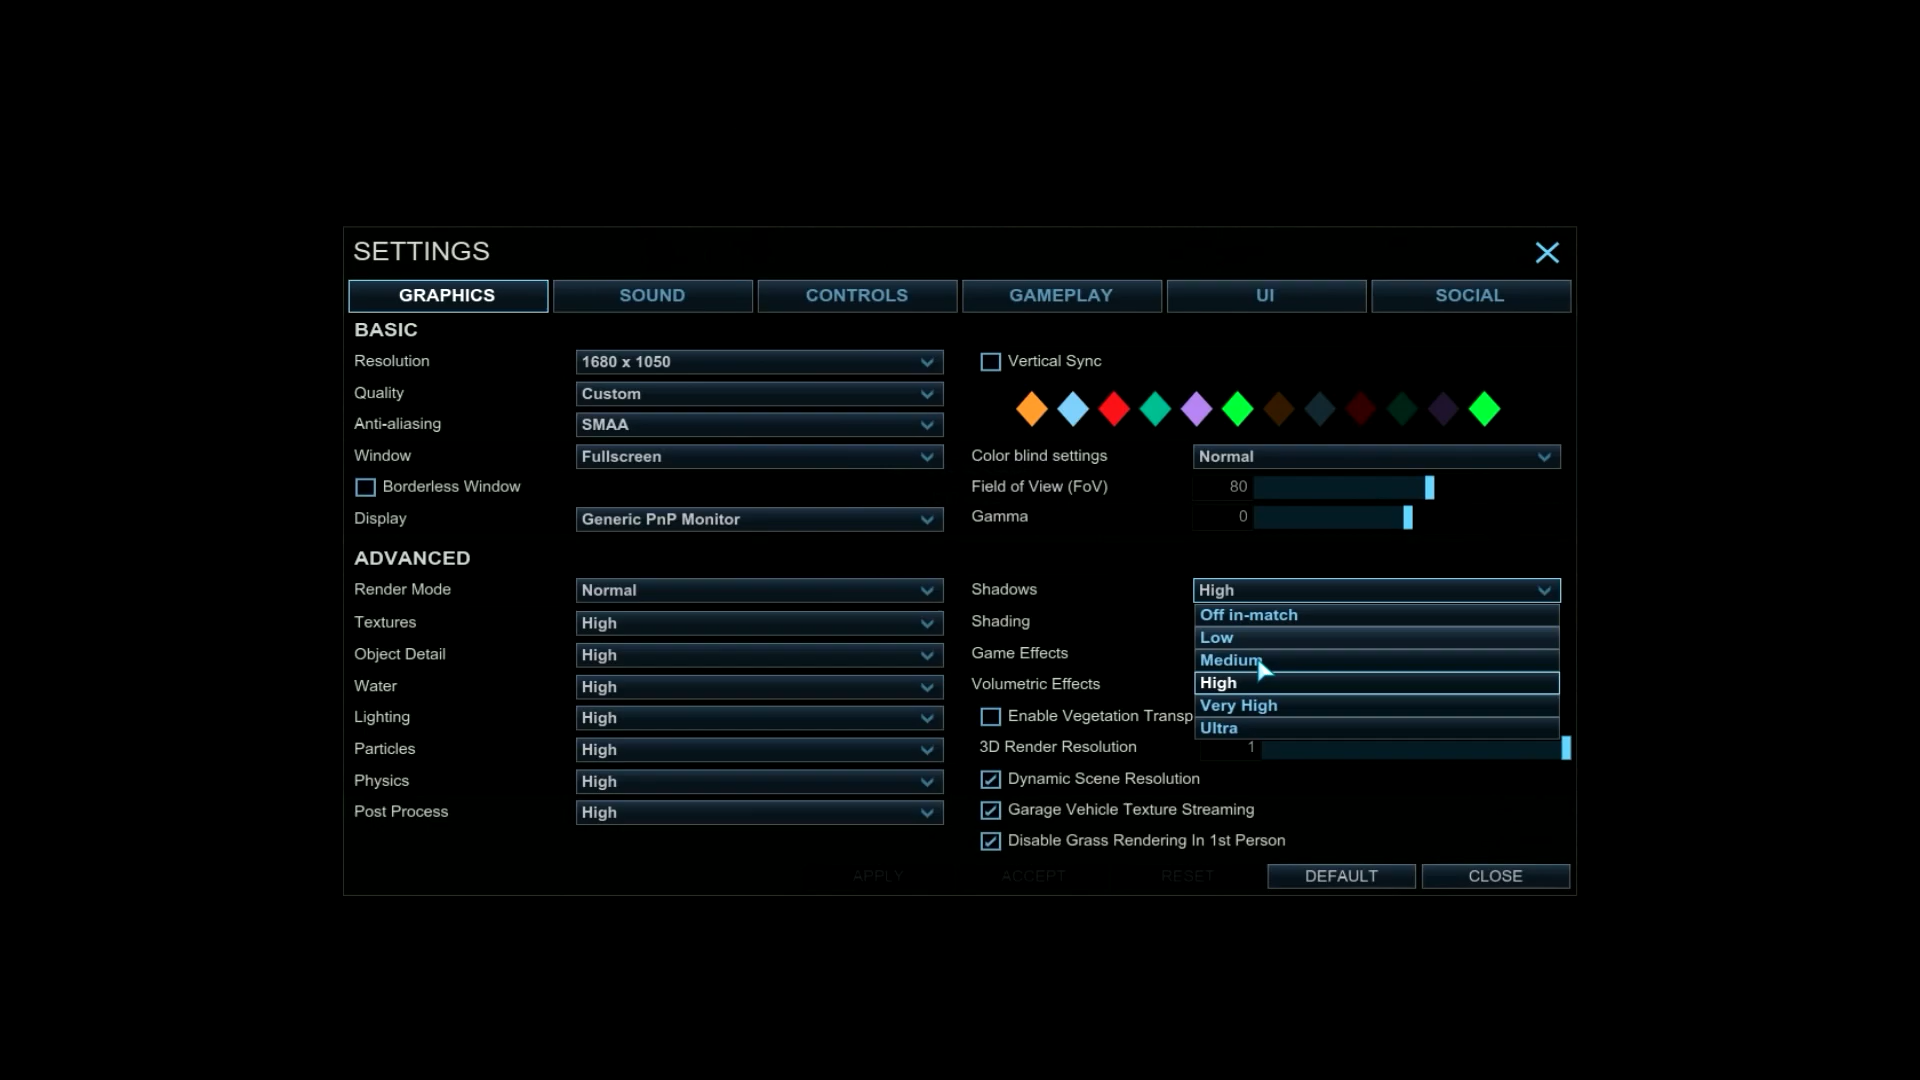 SETTINGS
GRAPHICS SOUND CONTROLS GAMEPLAY UI SOCIAL
BASIC
Resolution 1680 x 1050 Vertical Sync
Quality Custom
Anti-aliasing SMAA
Window Fullscreen Color blind settings Normal
Borderless Window Field of View (FoV) 80
Display Generic PnP Monitor Gamma 0
ADVANCED
Render Mode Normal Shadows High
Off in-match
Textures High Shading
Low
Object Detail High Game Effects Medium
Water High Volumetric Effects High
Very High
Lighting High Enable Vegetation Transp
Ultra
Particles High 3D Render Resolution 1
Physics High Dynamic Scene Resolution
Post Process High Garage Vehicle Texture Streaming
Disable Grass Rendering In 1st Person
APPLY ACCEPT RESET DEFAULT CLOSE